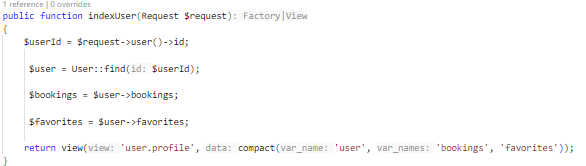 1 reference | 0 overrides
public function indexUser(Request $request): Factory|View
{
$userId = $request->user()->id;
$user = User::find(id: $userId);
$bookings = $user->bookings;
$favorites = $user->favorites;
return view(view: 'user.profile', data: compact(var_name: 'user', var_names: 'bookings', 'favorites'));
}